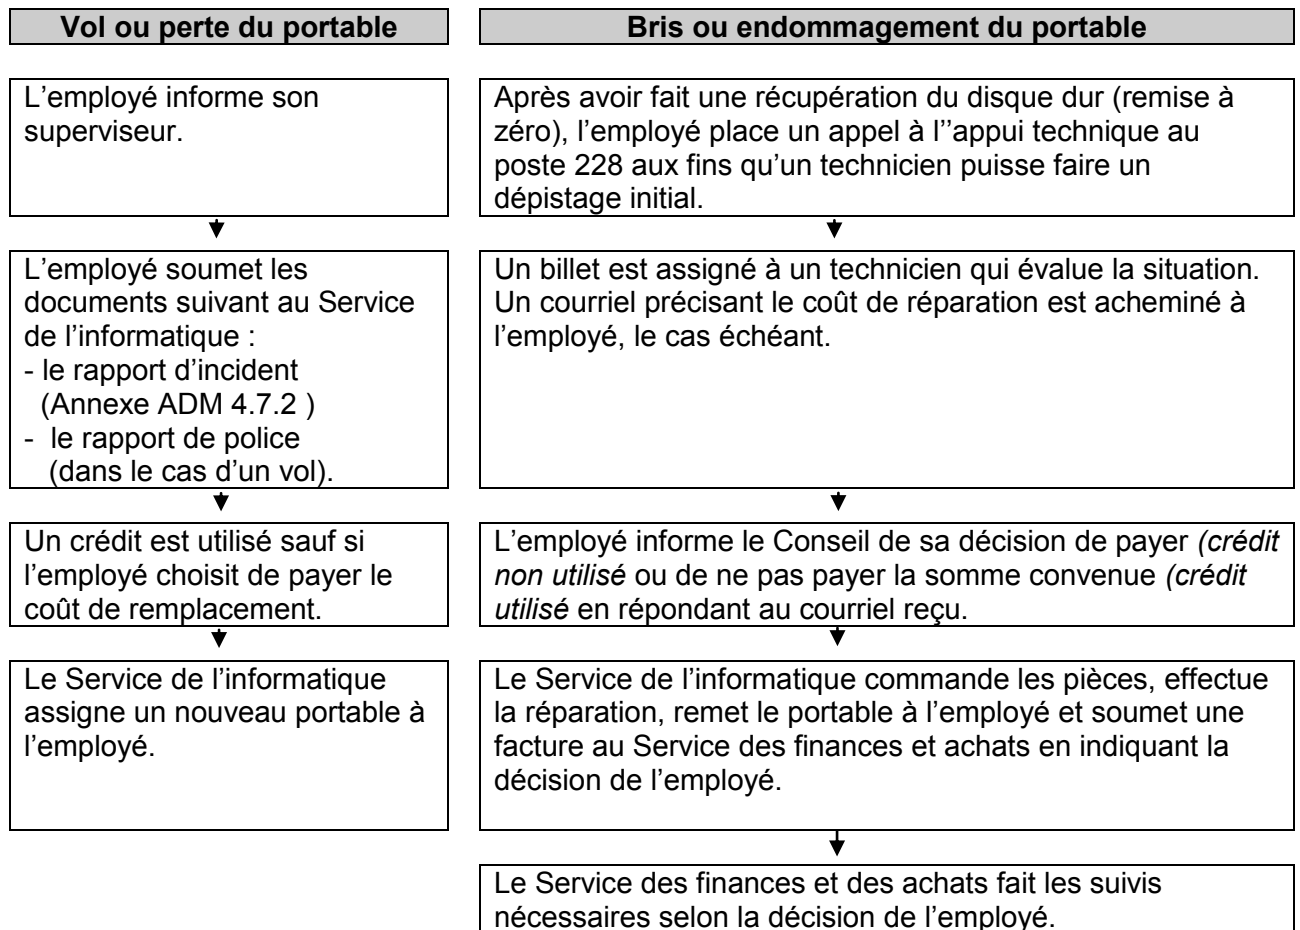 Vol ou perte du portable
L'employé informe son
superviseur.
L'employé soumet les
documents suivant au Service
de l'informatique :
- le rapport d'incident
(Annexe ADM 4.7.2 )
- le rapport de police
(dans le cas d'un vol).
Un crédit est utilisé sauf si
l'employé choisit de payer le
coût de remplacement.
Le Service de l'informatique
assigne un nouveau portable à
l'employé.
Bris ou endommagement du portable
Après avoir fait une récupération du disque dur (remise à
zéro), l'employé place un appel à l''appui technique au
poste 228 aux fins qu'un technicien puisse faire un
dépistage initial.
Un billet est assigné à un technicien qui évalue la situation.
Un courriel précisant le coût de réparation est acheminé à
l'employé, le cas échéant.
L'employé informe le Conseil de sa décision de payer (crédit
non utilisé ou de ne pas payer la somme convenue (crédit
utilisé en répondant au courriel reçu.
Le Service de l'informatique commande les pièces, effectue
la réparation, remet le portable à l'employé et soumet une
facture au Service des finances et achats en indiquant la
décision de l'employé.
Le Service des finances et des achats fait les suivis
nécessaires selon la décision de l'employé.